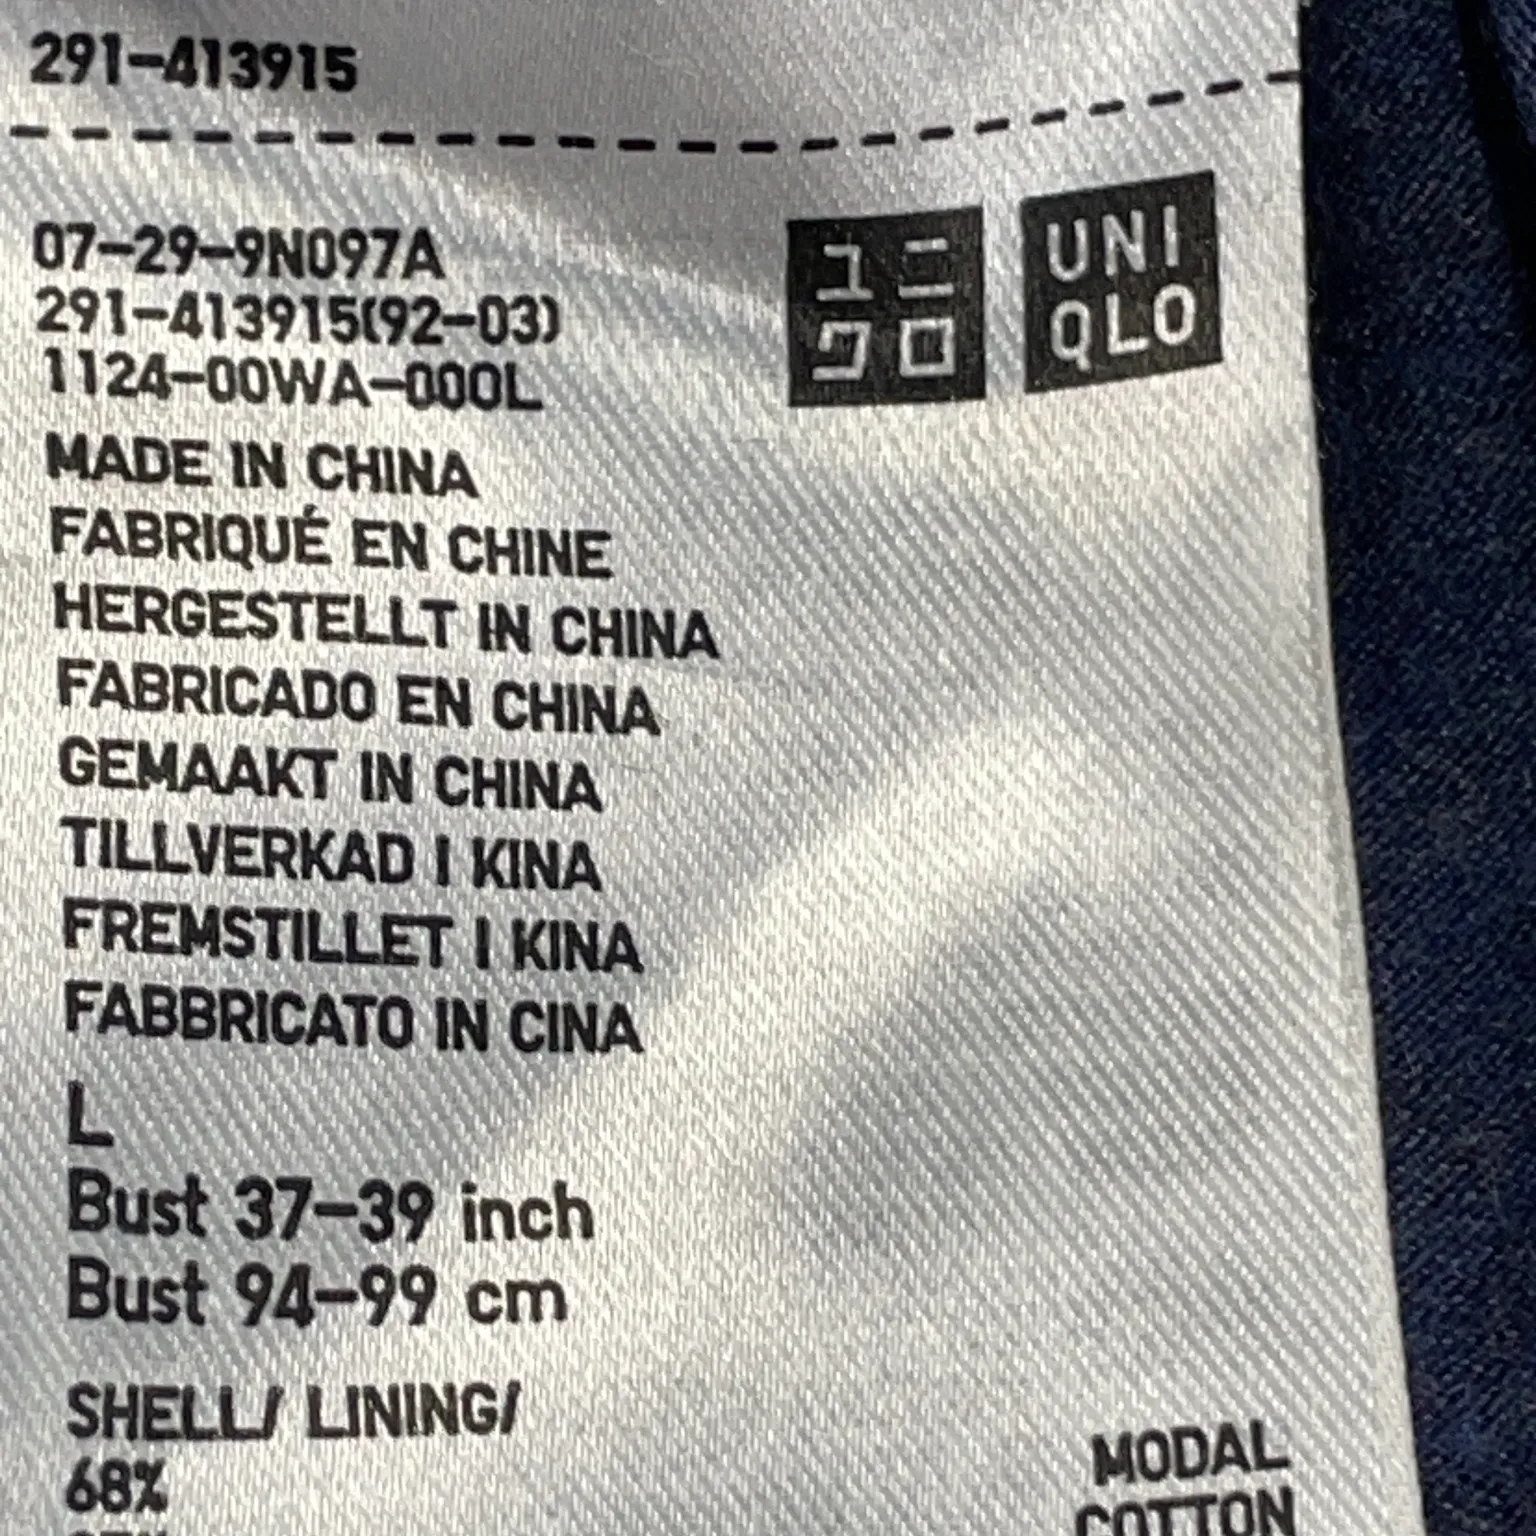 291-413915
07-29-9N097A
291-413915(92-03)
1124-00WA-000L
ユニ
クロ
UNI
QLO
MADE IN CHINA
FABRIQUÉ EN CHINE
HERGESTELLT IN CHINA
FABRICADO EN CHINA
GEMAAKT IN CHINA
TILLVERKAD I KINA
FREMSTILLET I KINA
FABBRICATO IN CINA
L
Bust 37-39 inch
Bust 94-99 cm
SHELL/ LINING/
68% MODAL
COTTON